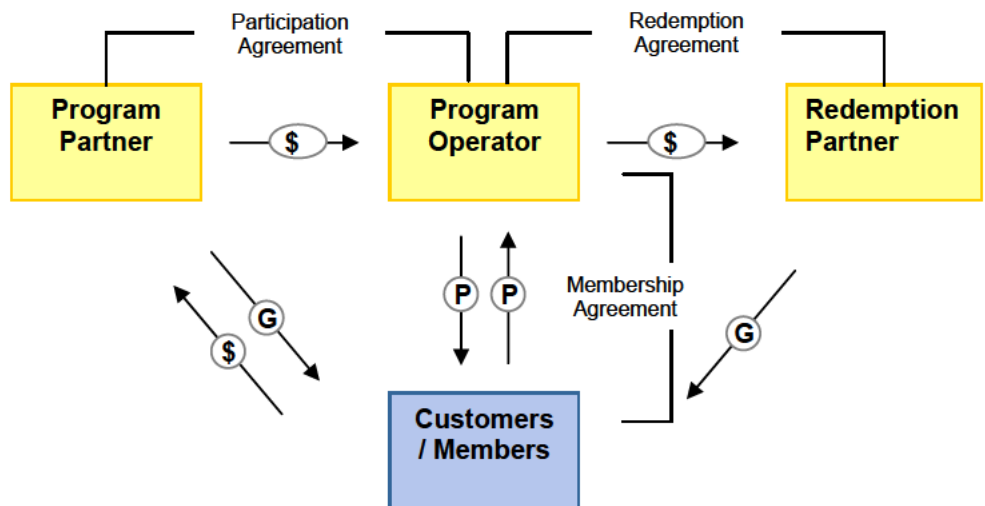 Participation
Agreement
Redemption
Agreement
Program
Partner
$
Program
Operator
$
Redemption
Partner
G
$
P
P
Membership
Agreement
G
Customers
/ Members